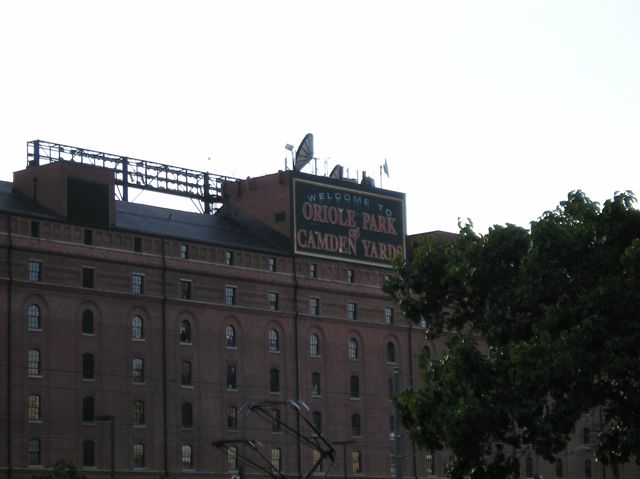 WELCOME TO
ORIOLE PARK
at
CAMDEN YARDS